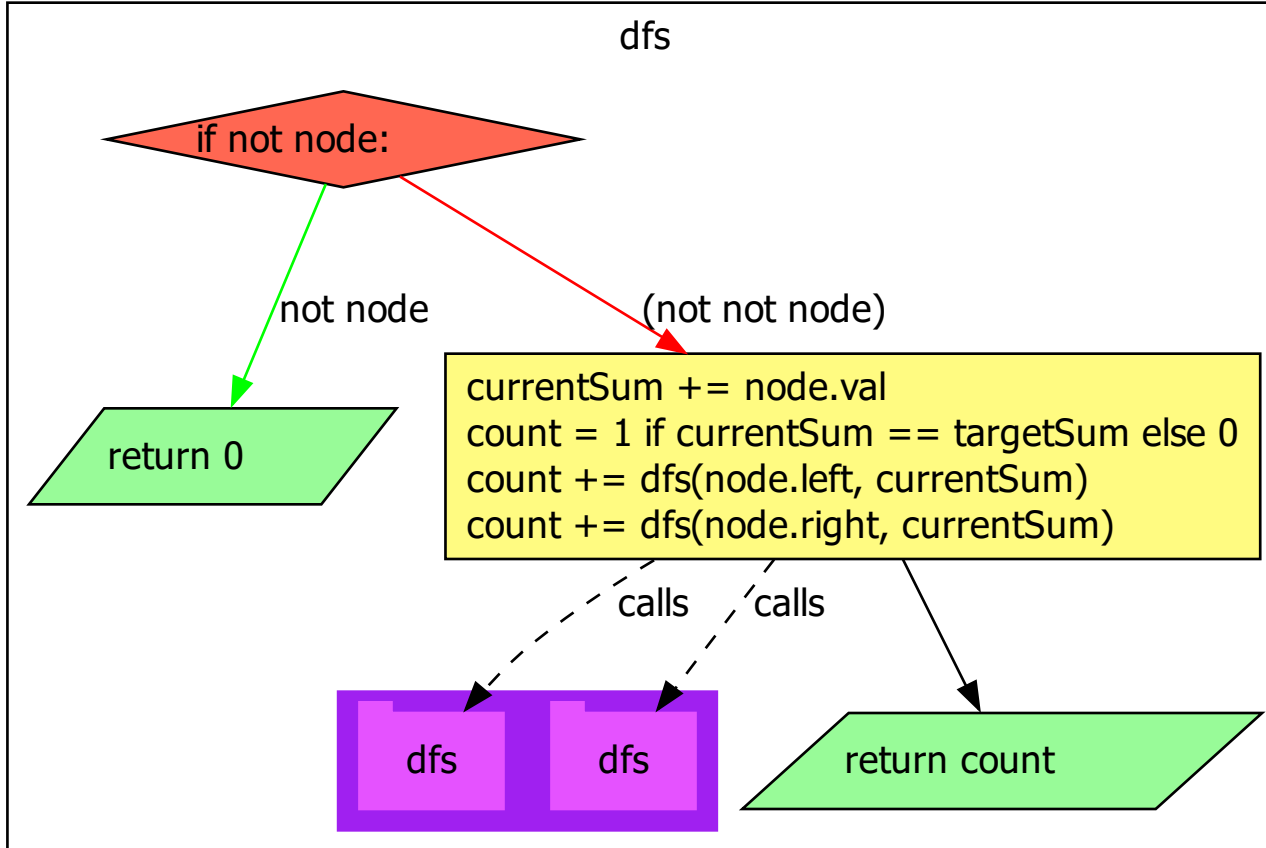 dfs
if not node:
not node
(not not node)
return 0
currentSum += node.val
count = 1 if currentSum == targetSum else 0
count += dfs(node.left, currentSum)
count += dfs(node.right, currentSum)
calls
calls
dfs
dfs
return count